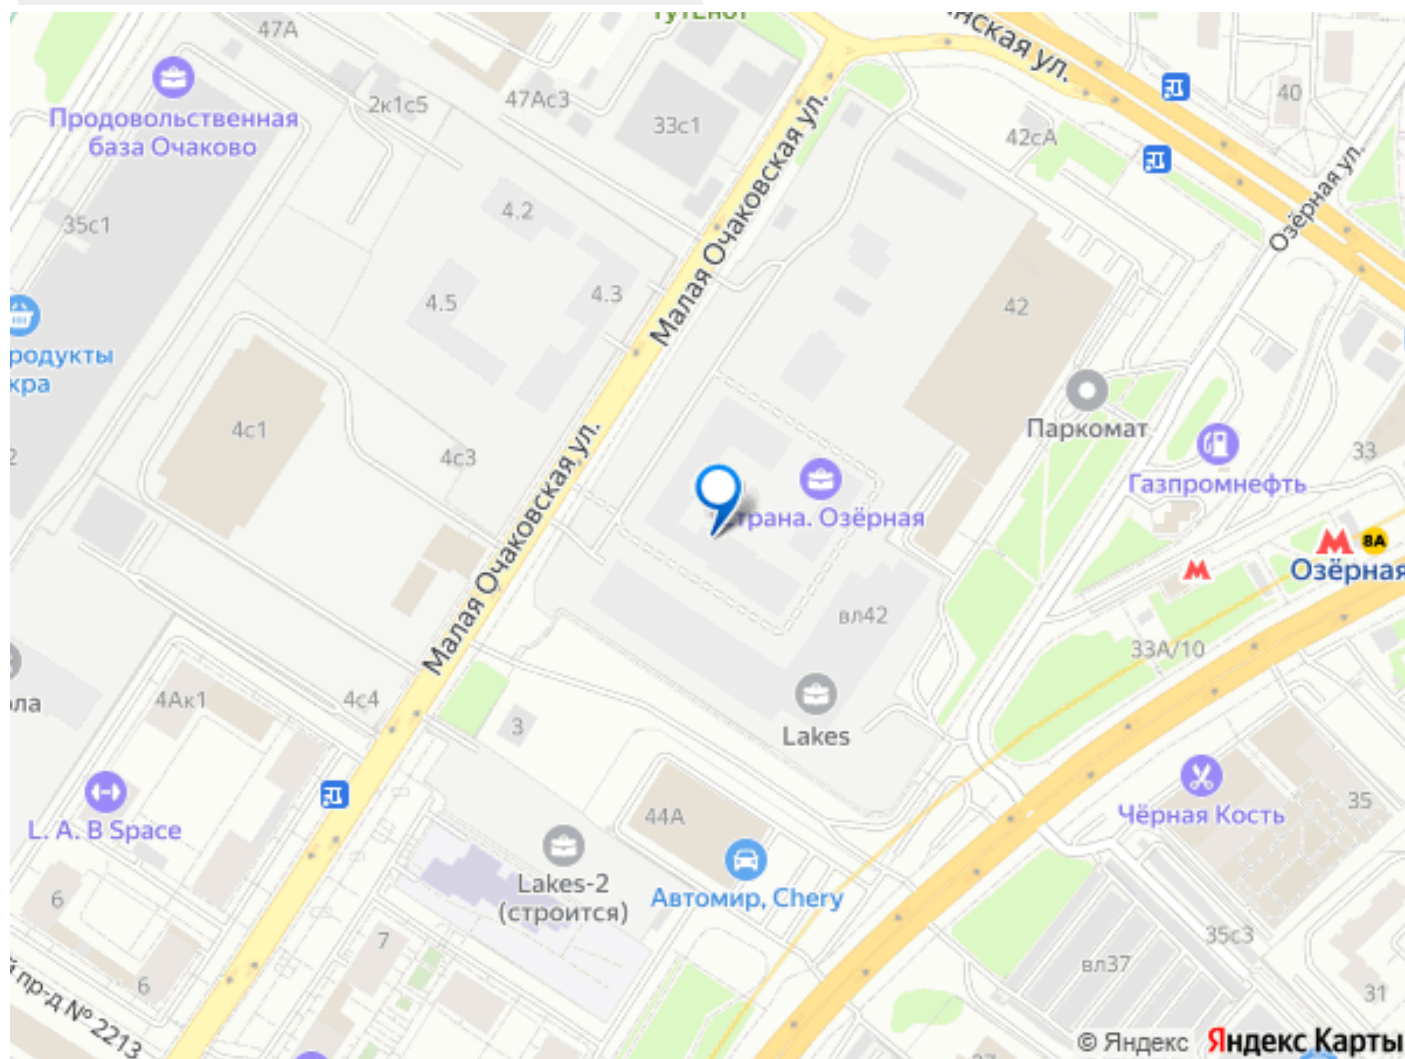 47А
2к1с5
47Ас3
33с1
40
42сА
Продовольственная
база Очаково
35с1
4.2
4.5
4.3
Малая Очаковская ул.
Озёрная ул.
42
родукты
4с1
4с3
Малая Очаковская ул.
Паркомат
Газпромнефть
33
трана. Озёрная
8А
Озёрная
вл42
33А/10
4Ак1
4с4
3
Lakes
L. A. B Space
44А
Чёрная Кость
35
Lakes-2
(строится)
Автомир, Chery
6
7
6
35с3
вл37
31
пр-д № 2213
© Яндекс Яндекс Карты